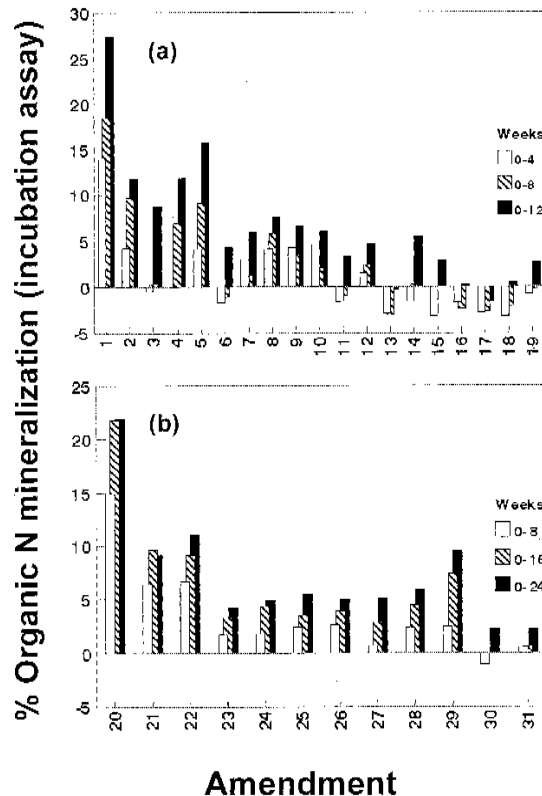 % Organic N mineralization (incubation assay)
30
25
20
15
10
5
0
-5
(a)
Weeks
0-4
0-8
0-12
1 2 3 4 5 6 7 8 9 10 11 12 13 14 15 16 17 18 19
25
20
15
10
5
0
-5
(b)
Weeks
0-8
0-16
0-24
20 21 22 23 24 25 26 27 28 29 30 31
Amendment